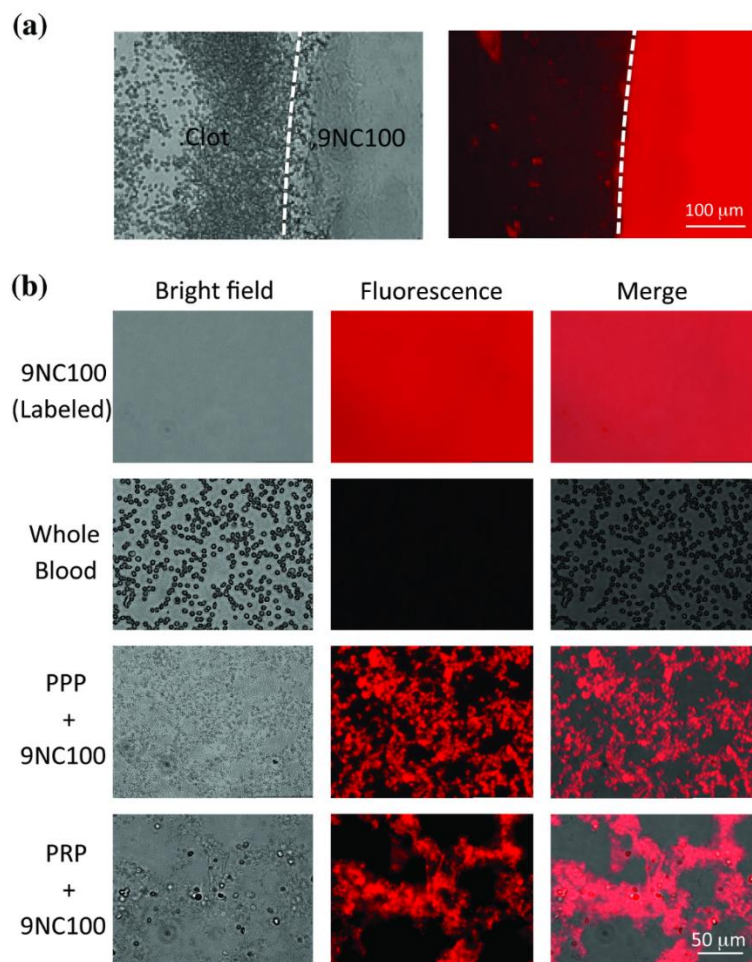 (a)
Clot
9NC100
100 μm
(b)
Bright field
Fluorescence
Merge
9NC100
(Labeled)
Whole
Blood
PPP
+
9NC100
PRP
+
9NC100
50 μm